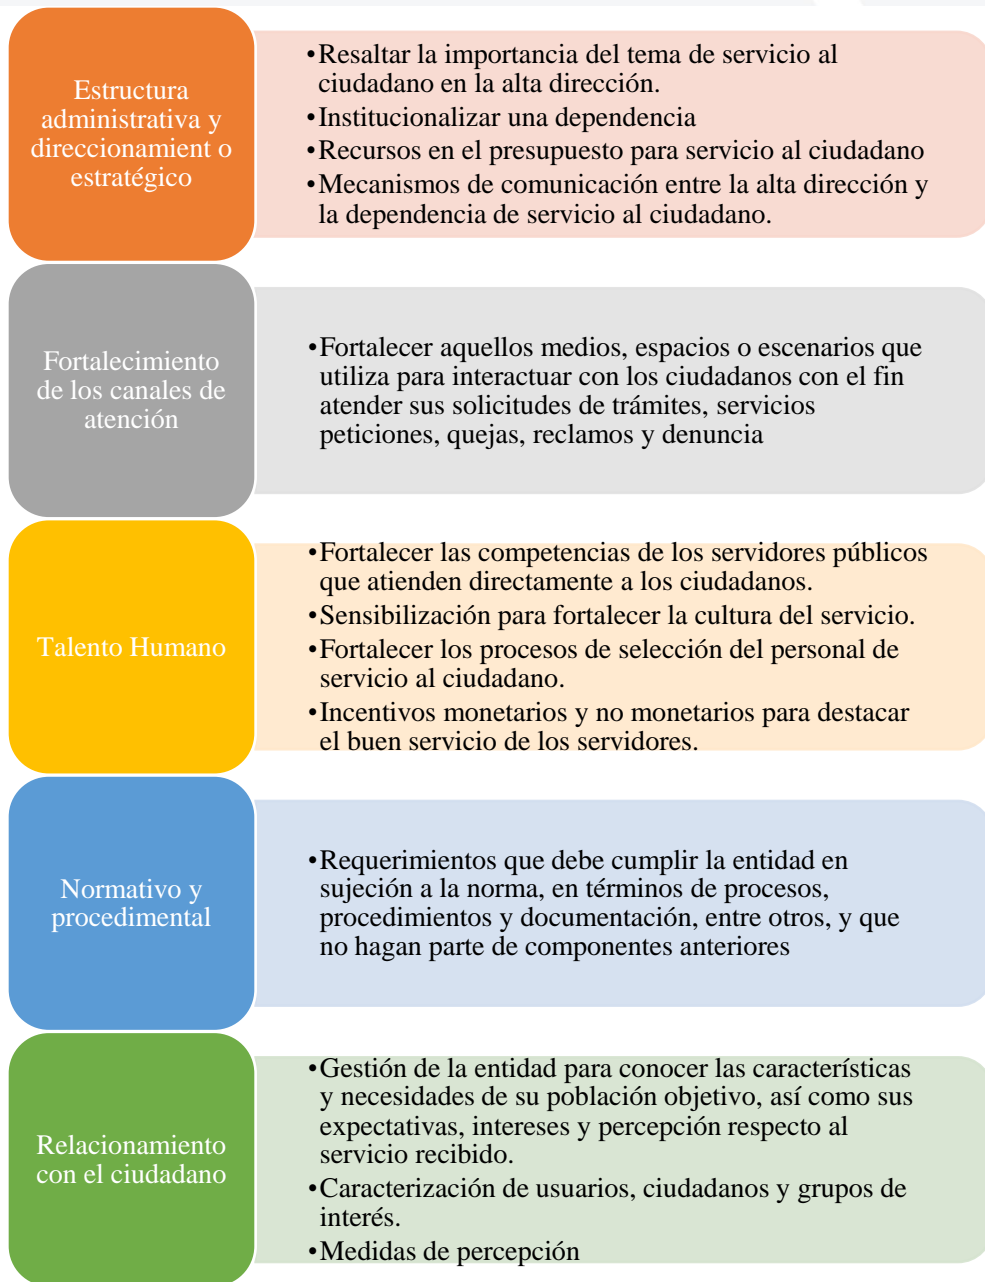 Estructura
administrativa y
direccionamient o
estratégico
•Resaltar la importancia del tema de servicio al
ciudadano en la alta dirección.
•Institucionalizar una dependencia
•Recursos en el presupuesto para servicio al ciudadano
•Mecanismos de comunicación entre la alta dirección y
la dependencia de servicio al ciudadano.
Fortalecimiento
de los canales de
atención
•Fortalecer aquellos medios, espacios o escenarios que
utiliza para interactuar con los ciudadanos con el fin
atender sus solicitudes de trámites, servicios
peticiones, quejas, reclamos y denuncia
Talento Humano
•Fortalecer las competencias de los servidores públicos
que atienden directamente a los ciudadanos.
•Sensibilización para fortalecer la cultura del servicio.
•Fortalecer los procesos de selección del personal de
servicio al ciudadano.
•Incentivos monetarios y no monetarios para destacar
el buen servicio de los servidores.
Normativo y
procedimental
•Requerimientos que debe cumplir la entidad en
sujeción a la norma, en términos de procesos,
procedimientos y documentación, entre otros, y que
no hagan parte de componentes anteriores
Relacionamiento
con el ciudadano
•Gestión de la entidad para conocer las características
y necesidades de su población objetivo, así como sus
expectativas, intereses y percepción respecto al
servicio recibido.
•Caracterización de usuarios, ciudadanos y grupos de
interés.
•Medidas de percepción